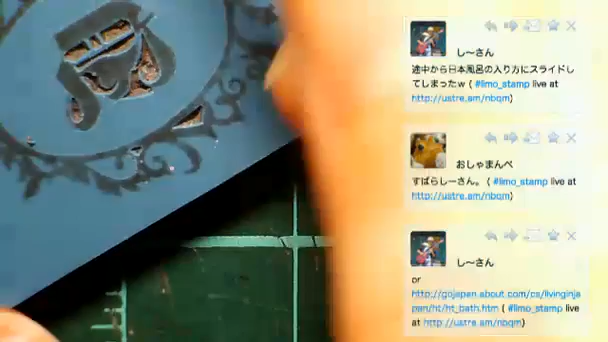 し〜さん
途中から日本風呂の入り方にスライドし
てしまったｗ ( #limo_stamp live at
http://ustre.am/nbqm)
おしゃまんべ
すばらしーさん。 ( #limo_stamp live at
http://ustre.am/nbqm)
し〜さん
or
http://gojapan.about.com/cs/livinginja
pan/ht/ht_bath.htm ( #limo_stamp live
at http://ustre.am/nbqm)